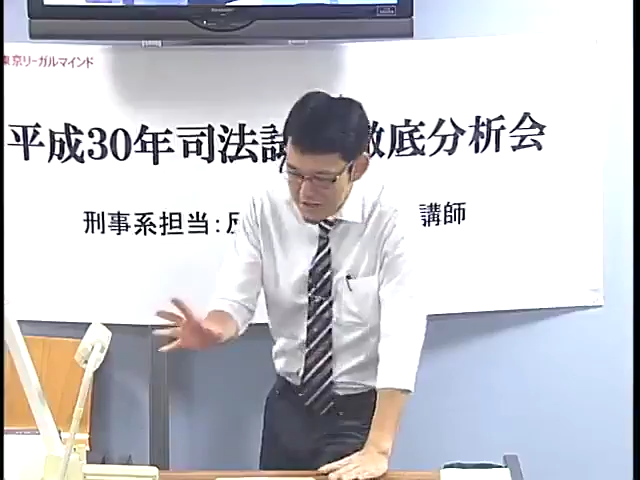 東京リーガルマインド
平成30年司法試 徹底分析会
刑事系担当: 講師